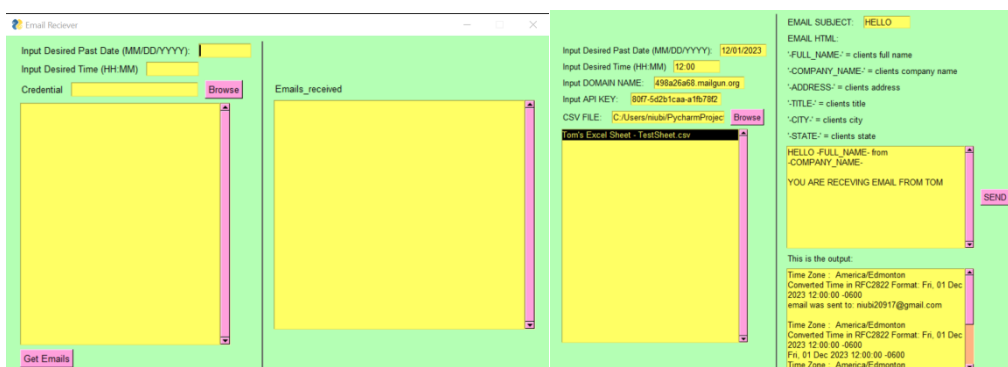 Email Reciever
Input Desired Past Date (MM/DD/YYYY):
Input Desired Time (HH:MM)
Credential
Browse
Get Emails
Emails_received
Input Desired Past Date (MM/DD/YYYY): 12/01/2023
Input Desired Time (HH:MM) 12:00
Input DOMAIN NAME: 498a26a68.mailgun.org
Input API KEY: 80f7-5d2b1caa-a1fb78f2
CSV FILE: C:/Users/niubi/PycharmProject Browse
Tom's Excel Sheet - TestSheet.csv
EMAIL SUBJECT: HELLO
EMAIL HTML:
'-FULL_NAME-' = clients full name
'-COMPANY_NAME-' = clients company name
'-ADDRESS-' = clients address
'-TITLE-' = clients title
'-CITY-' = clients city
'-STATE-' = clients state
HELLO -FULL_NAME- from
-COMPANY_NAME-
YOU ARE RECEVING EMAIL FROM TOM
SEND
This is the output:
Time Zone : America/Edmonton
Converted Time in RFC2822 Format: Fri, 01 Dec
2023 12:00:00 -0600
email was sent to: niubi20917@gmail.com
Time Zone : America/Edmonton
Converted Time in RFC2822 Format: Fri, 01 Dec
2023 12:00:00 -0600
Fri, 01 Dec 2023 12:00:00 -0600
Time Zone : America/Edmonton